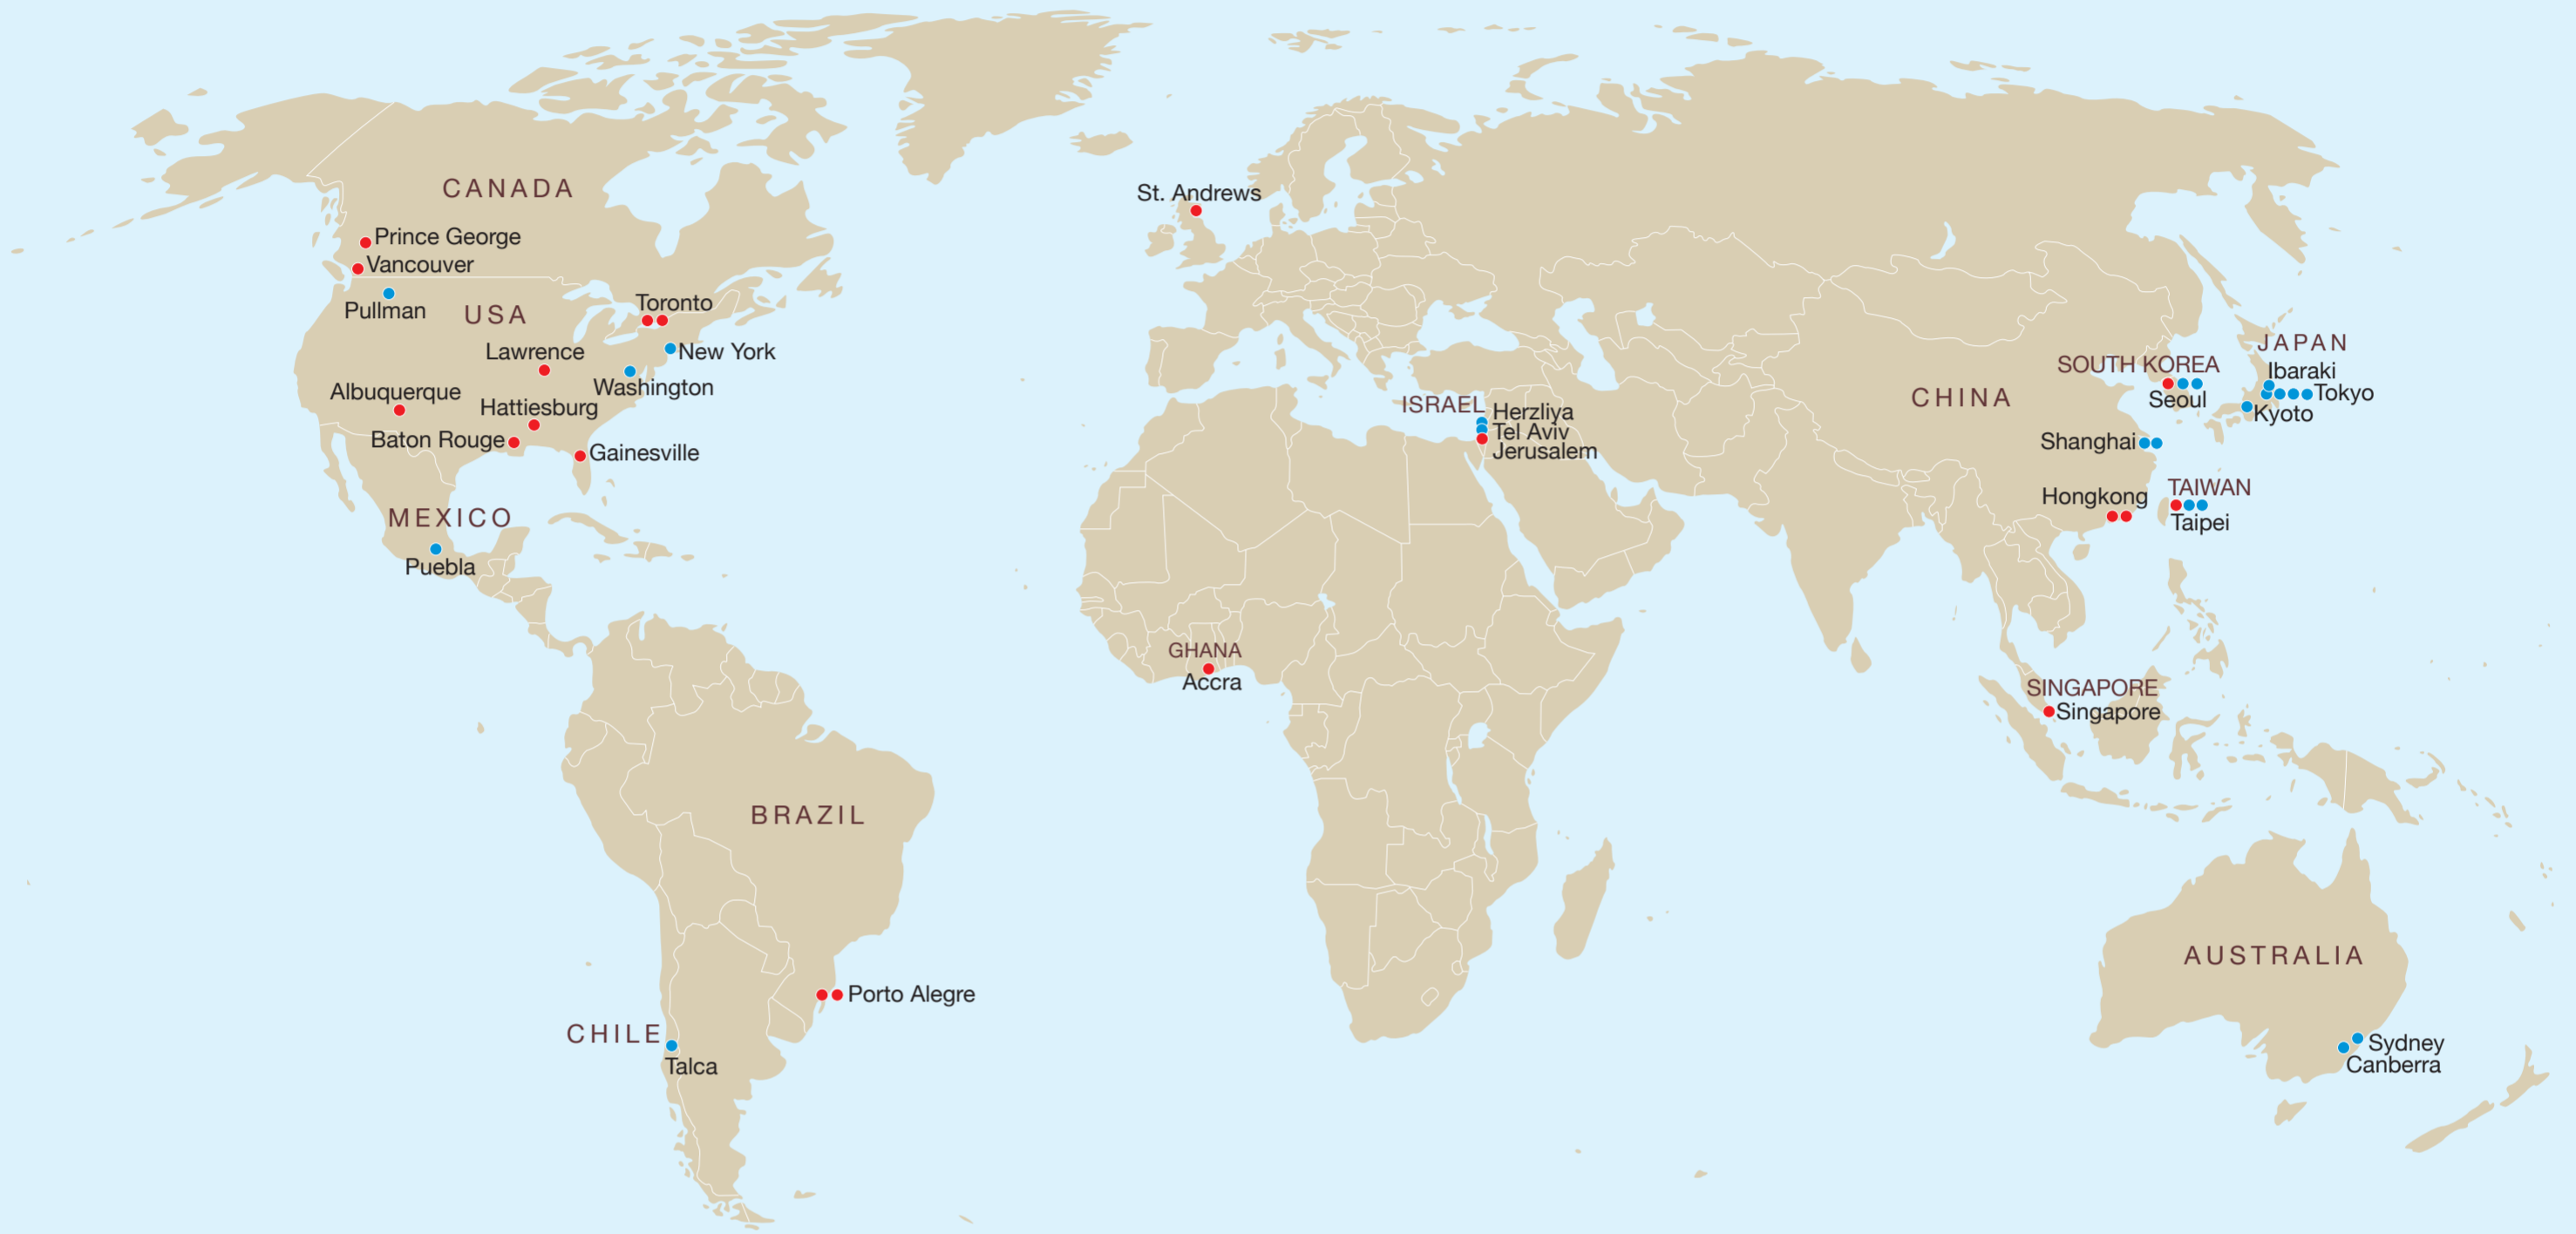 CANADA
Prince George
Vancouver
Pullman
USA
Toronto
New York
Lawrence
Washington
Albuquerque
Hattiesburg
Baton Rouge
Gainesville
MEXICO
Puebla
BRAZIL
Porto Alegre
CHILE
Talca
St. Andrews
ISRAEL
Herzliya
Tel Aviv
Jerusalem
GHANA
Accra
CHINA
SOUTH KOREA
Seoul
JAPAN
Ibaraki
Tokyo
Kyoto
Shanghai
Hongkong
TAIWAN
Taipei
SINGAPORE
Singapore
AUSTRALIA
Sydney
Canberra